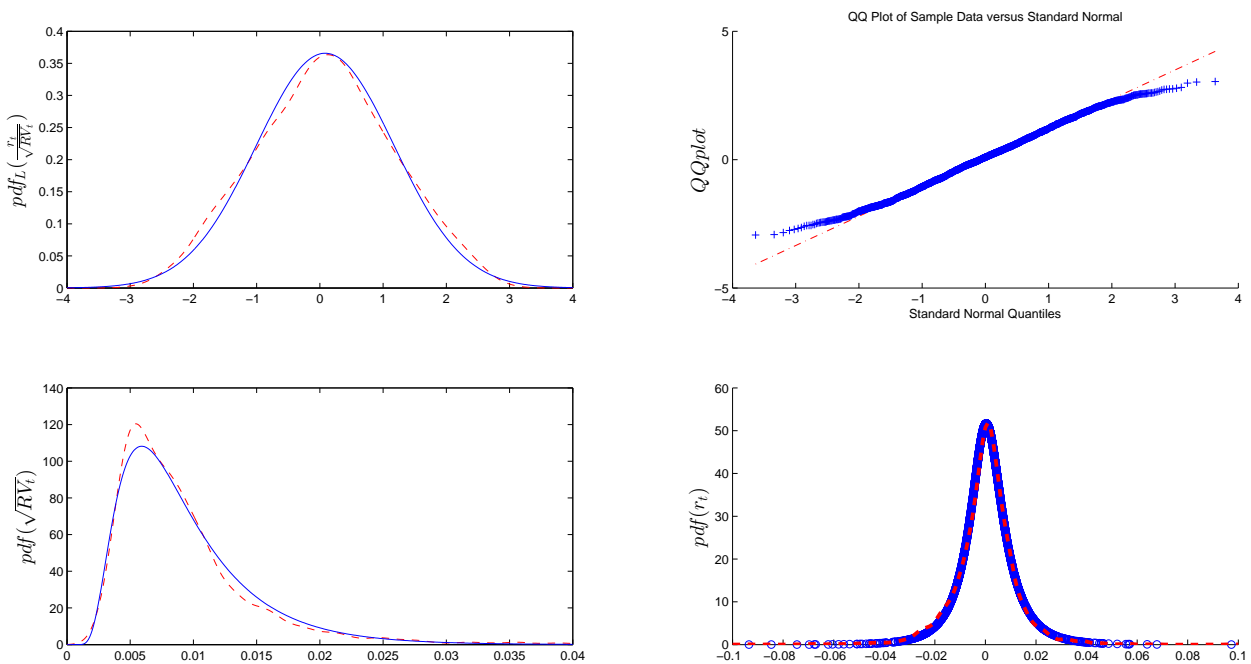 0.4
0.35
0.3
0.25
0.2
0.15
0.1
0.05
0
−4 −3 −2 −1 0 1 2 3 4
pdf_L(r_t/√RV_t)
QQ Plot of Sample Data versus Standard Normal
5
0
−5
−4 −3 −2 −1 0 1 2 3 4
Standard Normal Quantiles
QQplot
140
120
100
80
60
40
20
0
0 0.005 0.01 0.015 0.02 0.025 0.03 0.035 0.04
pdf(√RV_t)
60
50
40
30
20
10
0
−0.1 −0.08 −0.06 −0.04 −0.02 0 0.02 0.04 0.06 0.08 0.1
pdf(r_t)